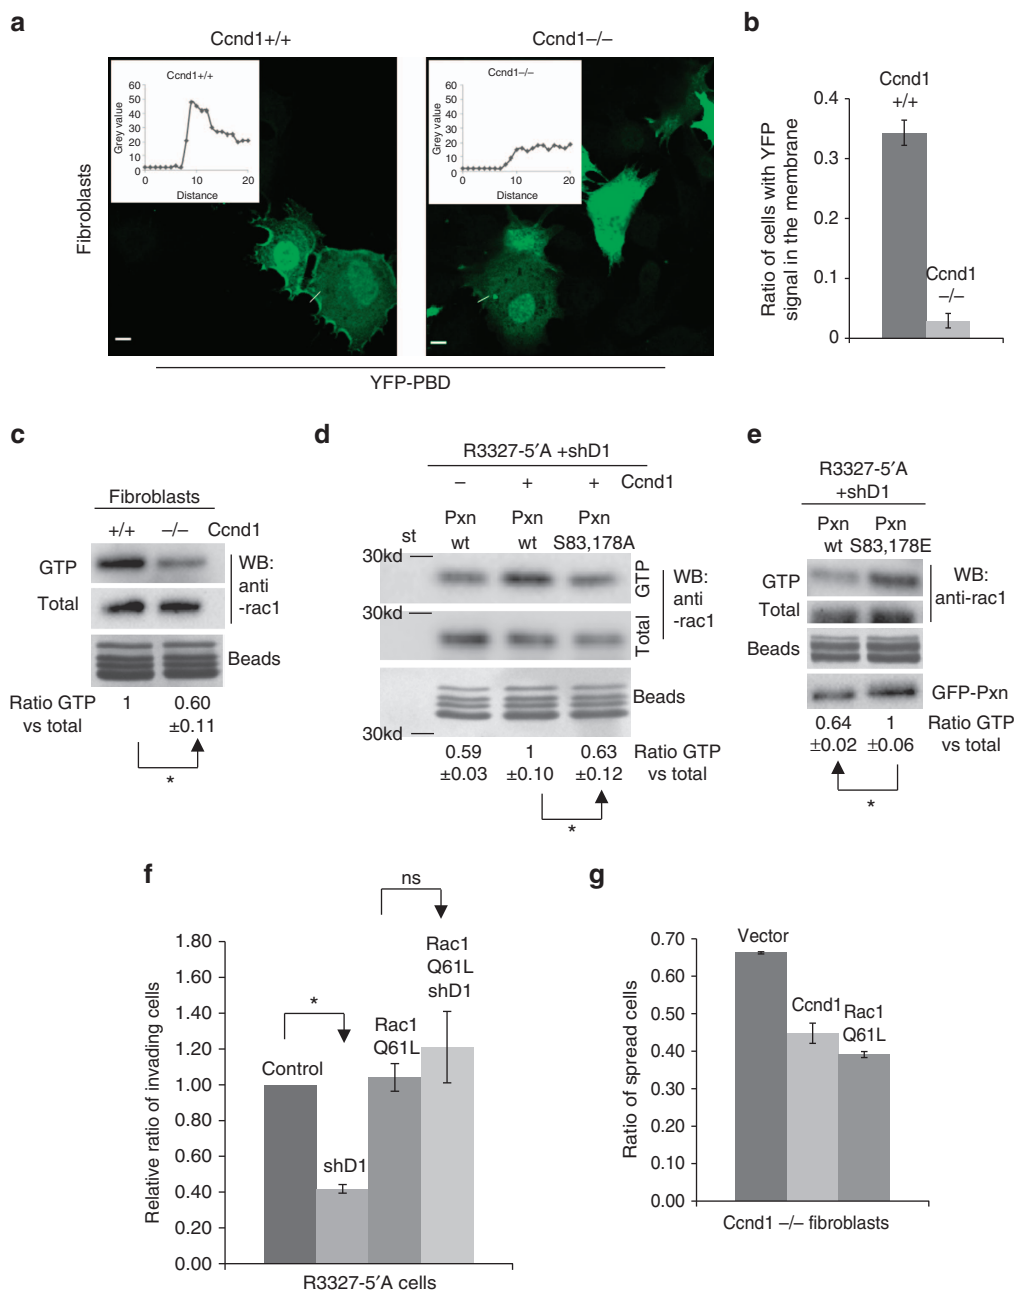 a
Ccnd1+/+
Ccnd1–/–
Fibroblasts
Ccnd1+/+
Grey value
60
50
40
30
20
10
0
0 10 20
Distance
Ccnd1–/–
Grey value
60
50
40
30
20
10
0
0 10 20
Distance
YFP-PBD
b
Ratio of cells with YFP
signal in the membrane
0.4
0.3
0.2
0.1
0
Ccnd1
+/+
Ccnd1
–/–
c
Fibroblasts
+/+ –/– Ccnd1
GTP
Total
WB:
anti
-rac1
Beads
Ratio GTP
vs total
1
0.60
±0.11
*
d
R3327-5′A +shD1
– + + Ccnd1
st
Pxn
wt
Pxn
wt
Pxn
S83,178A
30kd
GTP
30kd
Total
WB:
anti
-rac1
Beads
30kd
0.59
±0.03
1
±0.10
0.63
±0.12
Ratio GTP
vs total
*
e
R3327-5′A
+shD1
Pxn
wt
Pxn
S83,178E
GTP
Total
WB:
anti-rac1
Beads
GFP-Pxn
0.64
±0.02
1
±0.06
Ratio GTP
vs total
*
f
Relative ratio of invading cells
1.80
1.60
1.40
1.20
1.00
0.80
0.60
0.40
0.20
0.00
Control
*
shD1
Rac1
Q61L
ns
Rac1
Q61L
shD1
R3327-5′A cells
g
Ratio of spread cells
0.70
0.60
0.50
0.40
0.30
0.20
0.10
0.00
Vector
Ccnd1
Rac1
Q61L
Ccnd1 –/– fibroblasts